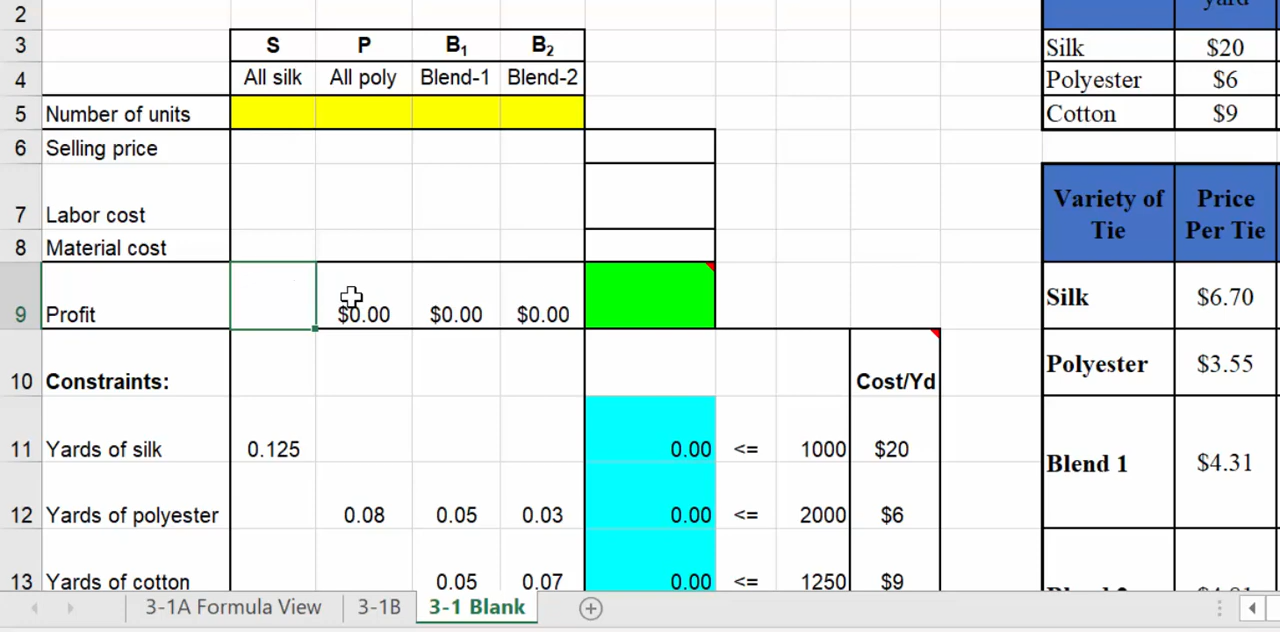 2 yard
3 S P B₁ B₂ Silk $20
4 All silk All poly Blend-1 Blend-2 Polyester $6
5 Number of units Cotton $9
6 Selling price
7 Labor cost Variety of Tie Price Per Tie
8 Material cost
9 Profit $0.00 $0.00 $0.00 Silk $6.70
10 Constraints: Cost/Yd Polyester $3.55
11 Yards of silk 0.125 0.00 <= 1000 $20 Blend 1 $4.31
12 Yards of polyester 0.08 0.05 0.03 0.00 <= 2000 $6
13 Yards of cotton 0.05 0.07 0.00 <= 1250 $9
3-1A Formula View 3-1B 3-1 Blank